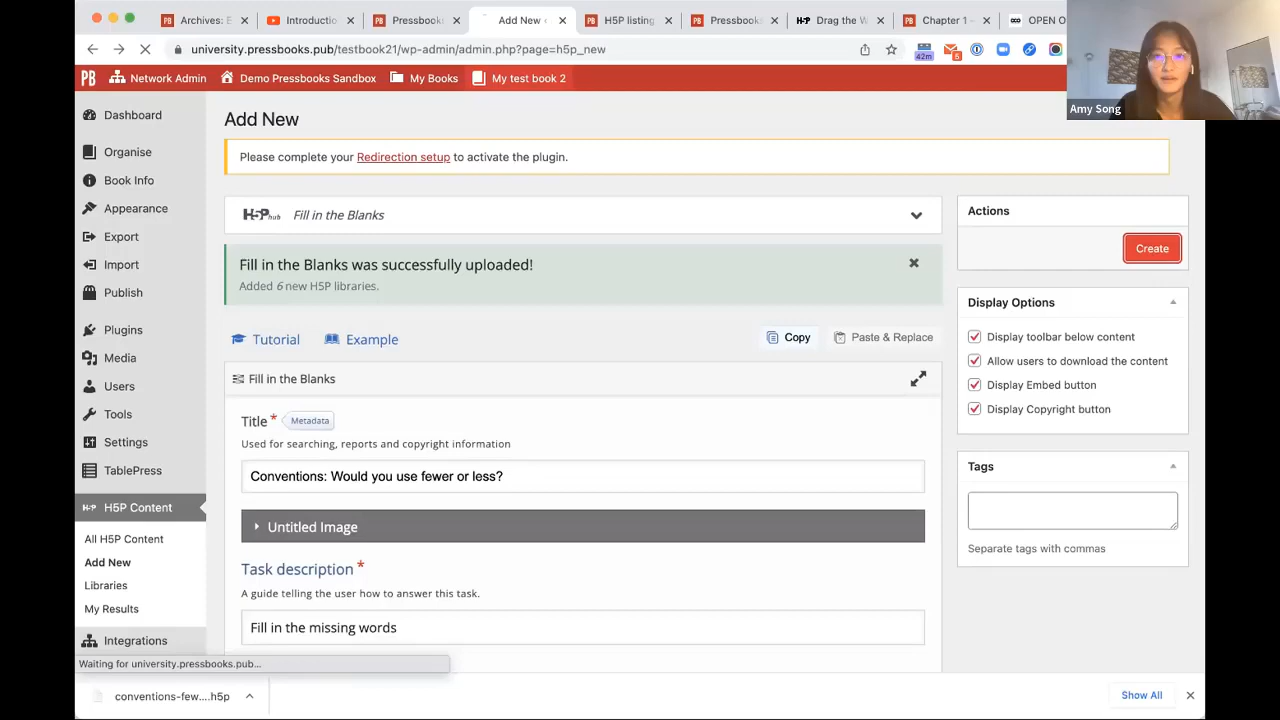 Archives: E
Introductio
Pressbooks
Add New
H5P listing
Pressbook
Drag the W
Chapter 1 –
OPEN O
university.pressbooks.pub/testbook21/wp-admin/admin.php?page=h5p_new
42m
5
PB Network Admin Demo Pressbooks Sandbox My Books My test book 2
Amy Song
Dashboard
Organise
Book Info
Appearance
Export
Import
Publish
Plugins
Media
Users
Tools
Settings
TablePress
H5P H5P Content
All H5P Content
Add New
Libraries
My Results
Integrations
Add New
Please complete your Redirection setup to activate the plugin.
H5P hub Fill in the Blanks
Fill in the Blanks was successfully uploaded!
Added 6 new H5P libraries.
Tutorial Example Copy Paste & Replace
Fill in the Blanks
Title * Metadata
Used for searching, reports and copyright information
Conventions: Would you use fewer or less?
Untitled Image
Task description *
A guide telling the user how to answer this task.
Fill in the missing words
Actions
Create
Display Options
Display toolbar below content
Allow users to download the content
Display Embed button
Display Copyright button
Tags
Separate tags with commas
Waiting for university.pressbooks.pub...
conventions-few....h5p
Show All